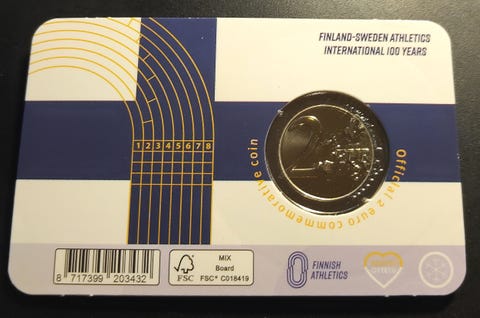 FINLAND-SWEDEN ATHLETICS
INTERNATIONAL 100 YEARS
1 2 3 4 5 6 7 8
Official 2 euro commemorative coin
2
8 717399 203432
FSC
MIX
Board
FSC® C018419
FINNISH
ATHLETICS